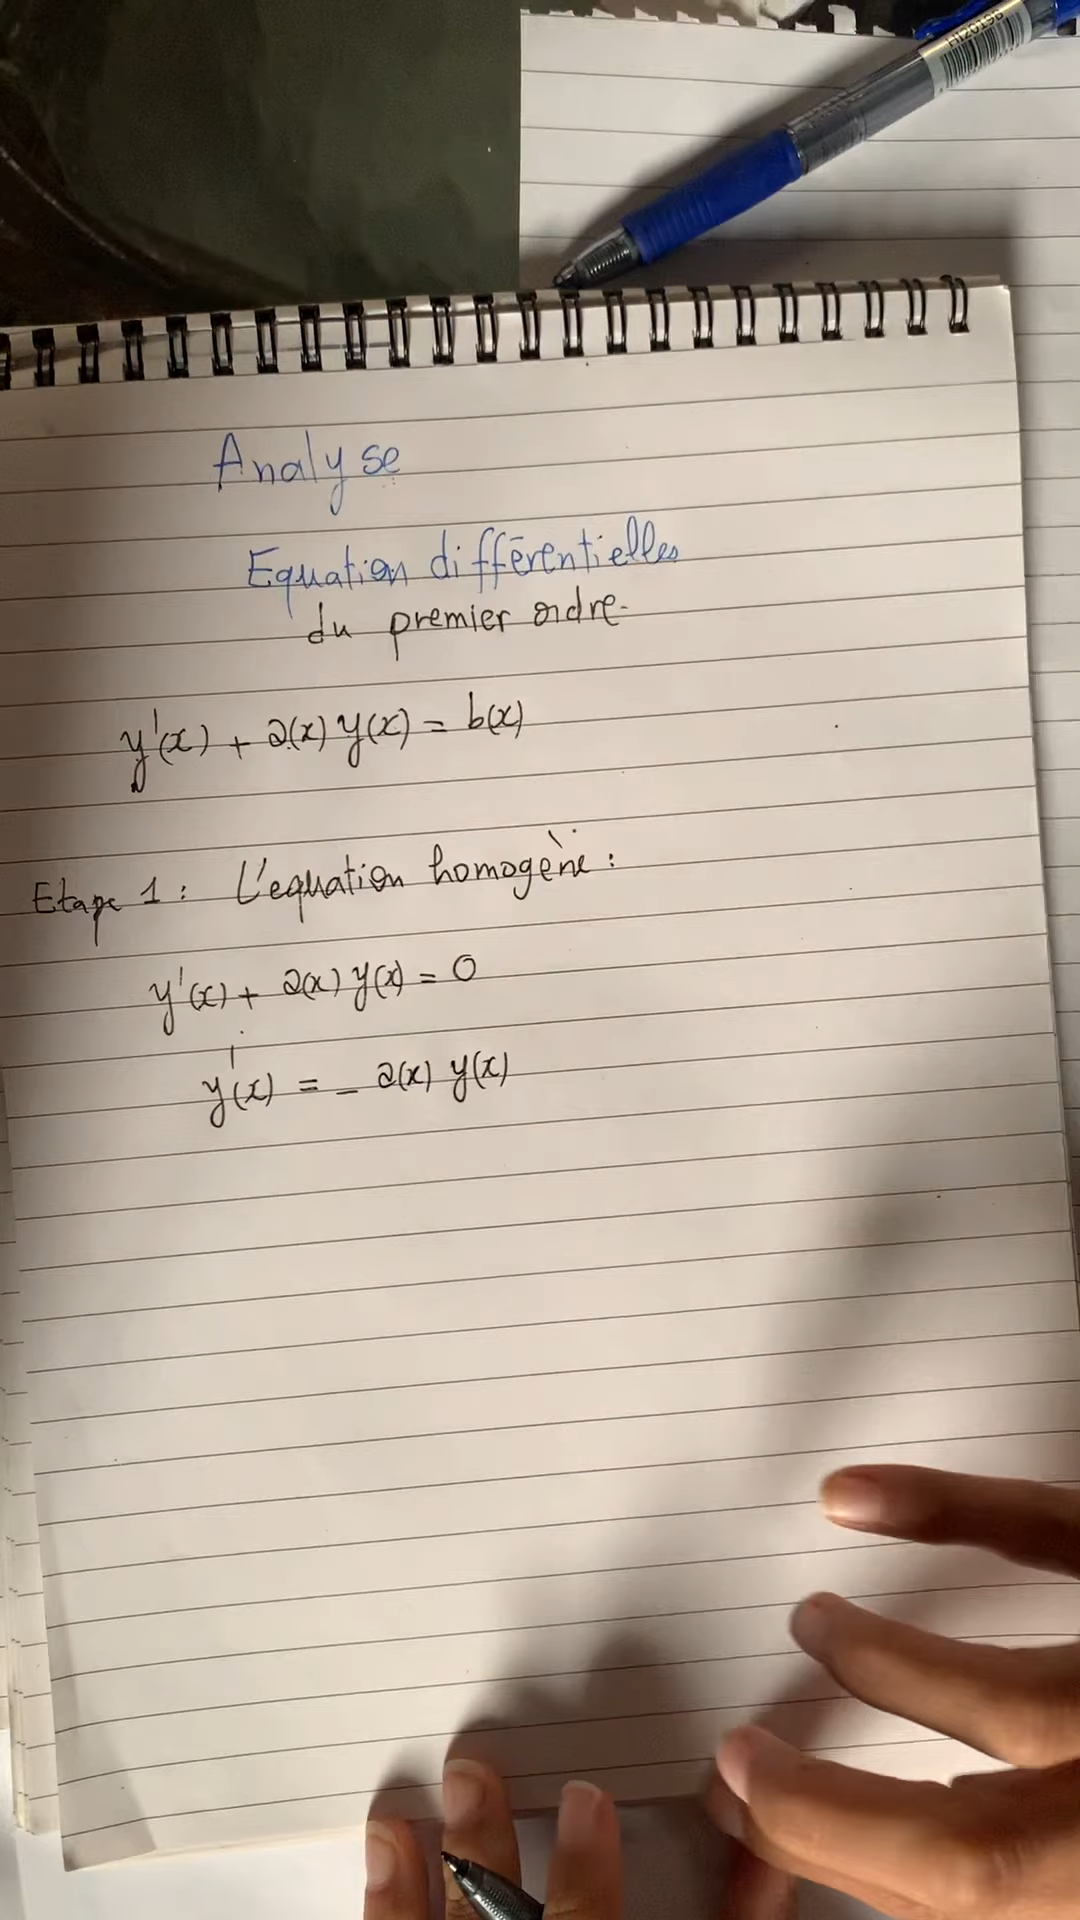 Analyse
Equation différentielles
du premier ordre.
y'(x) + a(x) y(x) = b(x)
Etape 1 : L'equation homogène :
y'(x) + a(x) y(x) = 0
y'(x) = - a(x) y(x)